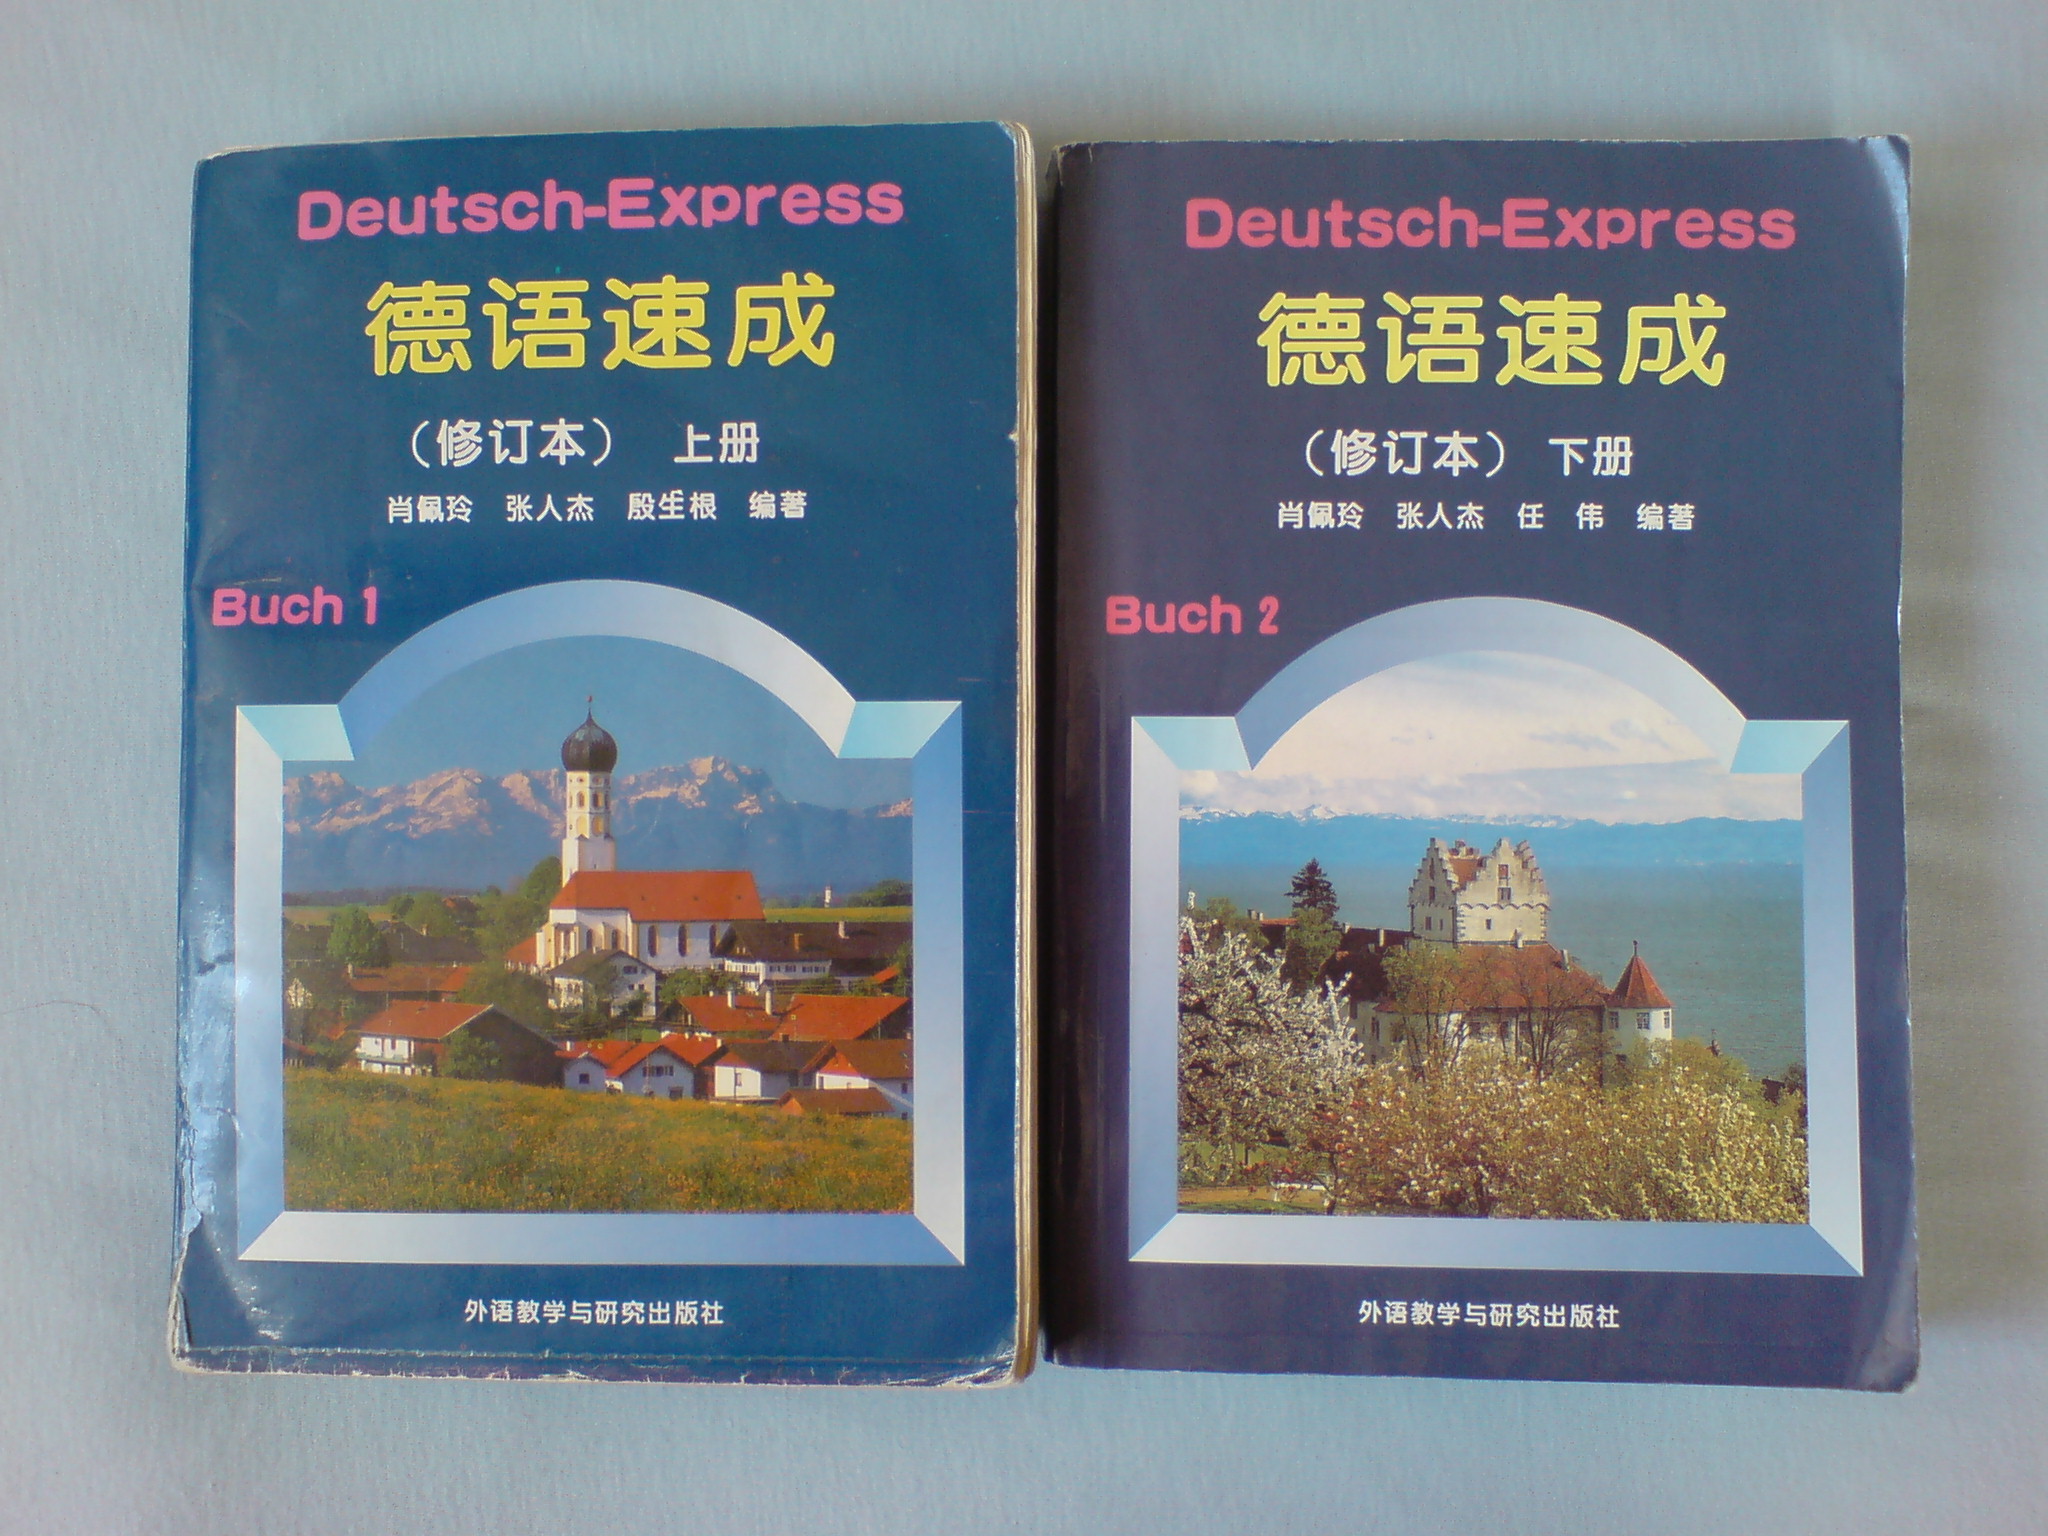 Deutsch-Express
德语速成
（修订本） 上册
肖佩玲 张人杰 殷生根 编著
Buch 1
外语教学与研究出版社
Deutsch-Express
德语速成
（修订本） 下册
肖佩玲 张人杰 任 伟 编著
Buch 2
外语教学与研究出版社